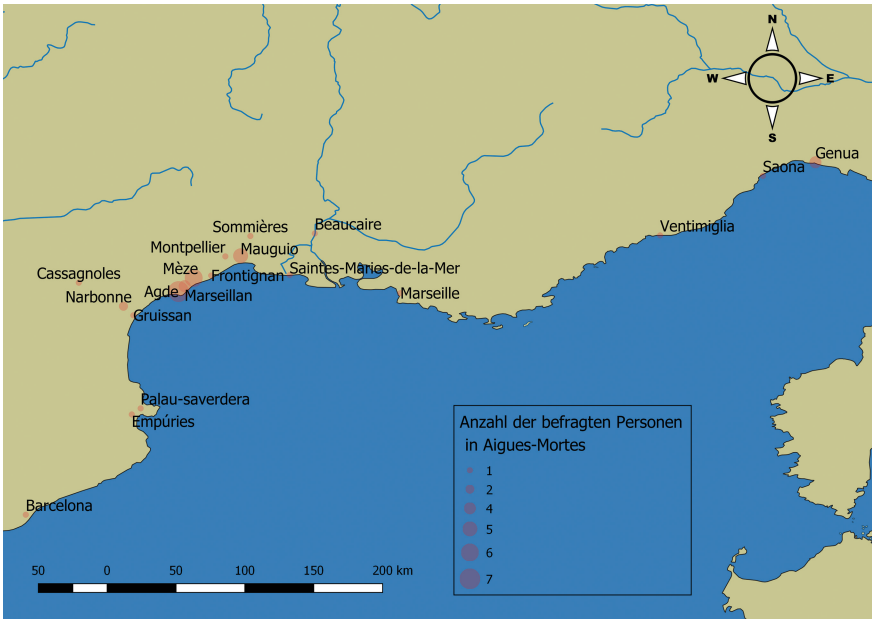 N
W
E
S
Genua
Saona
Ventimiglia
Beaucaire
Sommières
Montpellier
Mauguio
Mèze
Frontignan
Saintes-Maries-de-la-Mer
Cassagnoles
Agde
Marseillan
Marseille
Narbonne
Gruissan
Palau-saverdera
Empúries
Barcelona
Anzahl der befragten Personen
in Aigues-Mortes
1
2
4
5
6
7
50 0 50 100 150 200 km